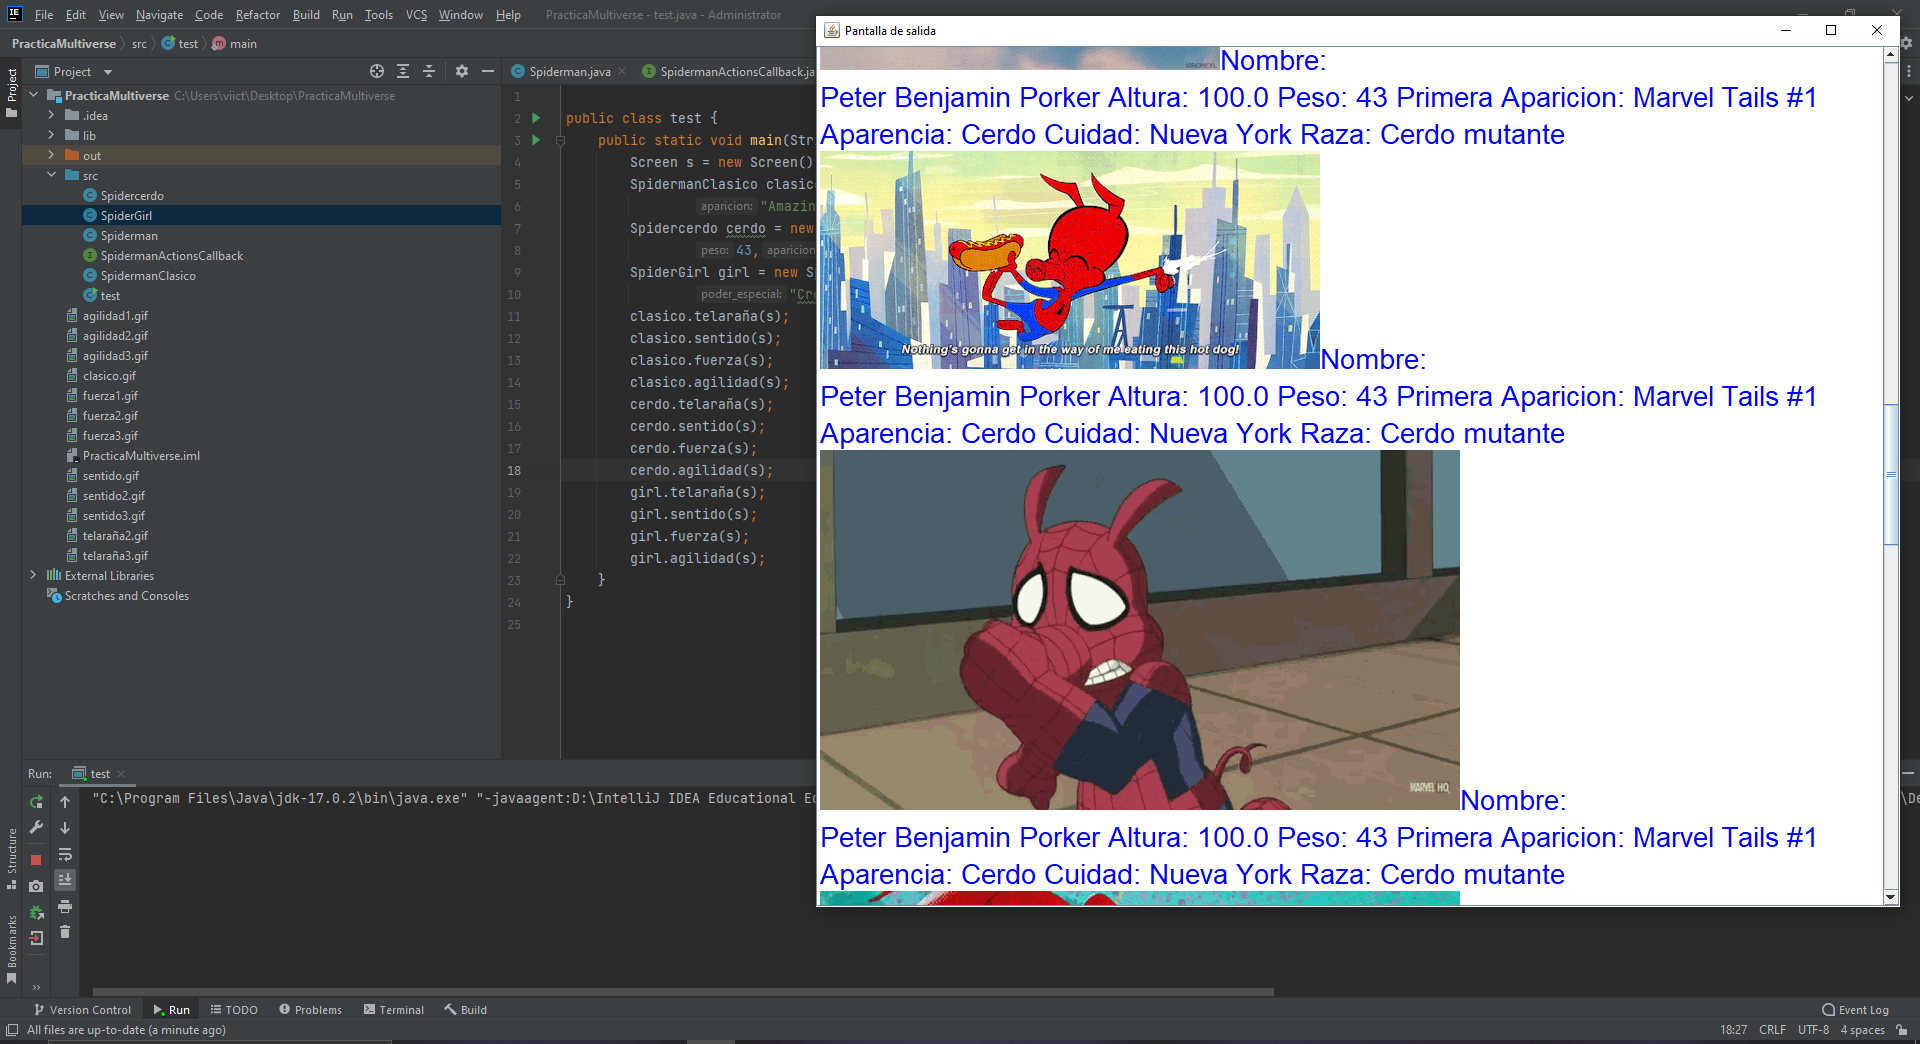 File Edit View Navigate Code Refactor Build Run Tools VCS Window Help PracticaMultiverse - test.java - Administrator
PracticaMultiverse src test main
Project
Project
PracticaMultiverse C:\Users\viict\Desktop\PracticaMultiverse
.idea
lib
out
src
Spidercerdo
SpiderGirl
Spiderman
SpidermanActionsCallback
SpidermanClasico
test
agilidad1.gif
agilidad2.gif
agilidad3.gif
clasico.gif
fuerza1.gif
fuerza2.gif
fuerza3.gif
PracticaMultiverse.iml
sentido.gif
sentido2.gif
sentido3.gif
telaraña2.gif
telaraña3.gif
External Libraries
Scratches and Consoles
Spiderman.java SpidermanActionsCallback.ja
1
2 public class test {
3 public static void main(Str
4 Screen s = new Screen()
5 SpidermanClasico clasico
6 aparicion: "Amazin
7 Spidercerdo cerdo = new
8 peso: 43, aparicion
9 SpiderGirl girl = new S
10 poder_especial: "Cr
11 clasico.telaraña(s);
12 clasico.sentido(s);
13 clasico.fuerza(s);
14 clasico.agilidad(s);
15 cerdo.telaraña(s);
16 cerdo.sentido(s);
17 cerdo.fuerza(s);
18 cerdo.agilidad(s);
19 girl.telaraña(s);
20 girl.sentido(s);
21 girl.fuerza(s);
22 girl.agilidad(s);
23 }
24 }
25
Pantalla de salida
Nombre:
Peter Benjamin Porker Altura: 100.0 Peso: 43 Primera Aparicion: Marvel Tails #1
Aparencia: Cerdo Cuidad: Nueva York Raza: Cerdo mutante
Nothing's gonna get in the way of me eating this hot dog!
Nombre:
Peter Benjamin Porker Altura: 100.0 Peso: 43 Primera Aparicion: Marvel Tails #1
Aparencia: Cerdo Cuidad: Nueva York Raza: Cerdo mutante
MARVEL HQ
Nombre:
Peter Benjamin Porker Altura: 100.0 Peso: 43 Primera Aparicion: Marvel Tails #1
Aparencia: Cerdo Cuidad: Nueva York Raza: Cerdo mutante
Run: test
"C:\Program Files\Java\jdk-17.0.2\bin\java.exe" "-javaagent:D:\IntelliJ IDEA Educational Ed \De
Structure
Bookmarks
Version Control Run TODO Problems Terminal Build Event Log
All files are up-to-date (a minute ago) 18:27 CRLF UTF-8 4 spaces